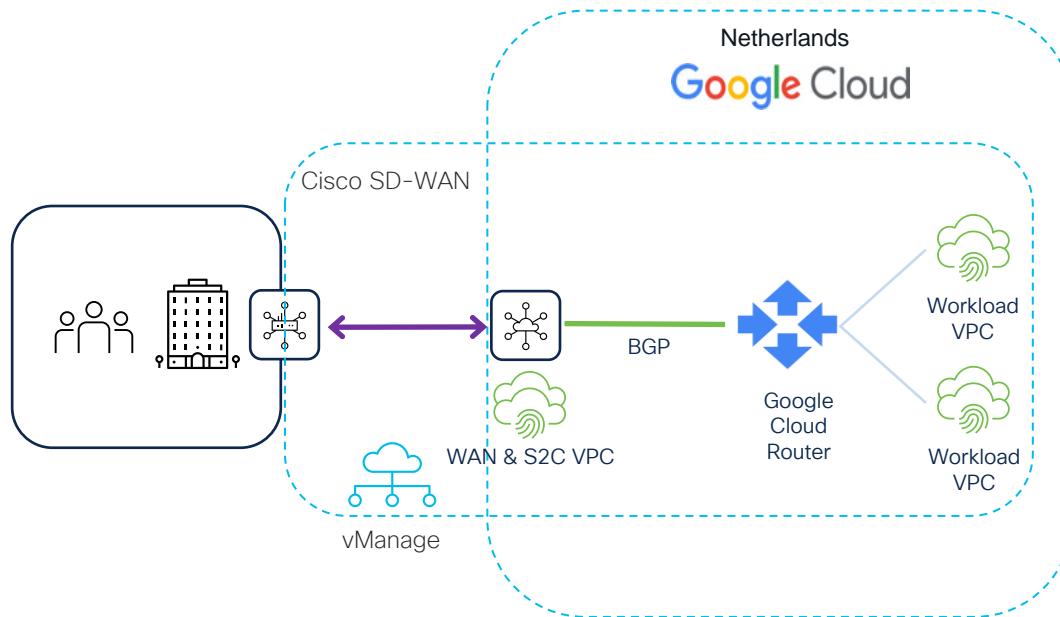 Netherlands
Google Cloud
Cisco SD-WAN
BGP
WAN & S2C VPC
vManage
Google
Cloud
Router
Workload
VPC
Workload
VPC